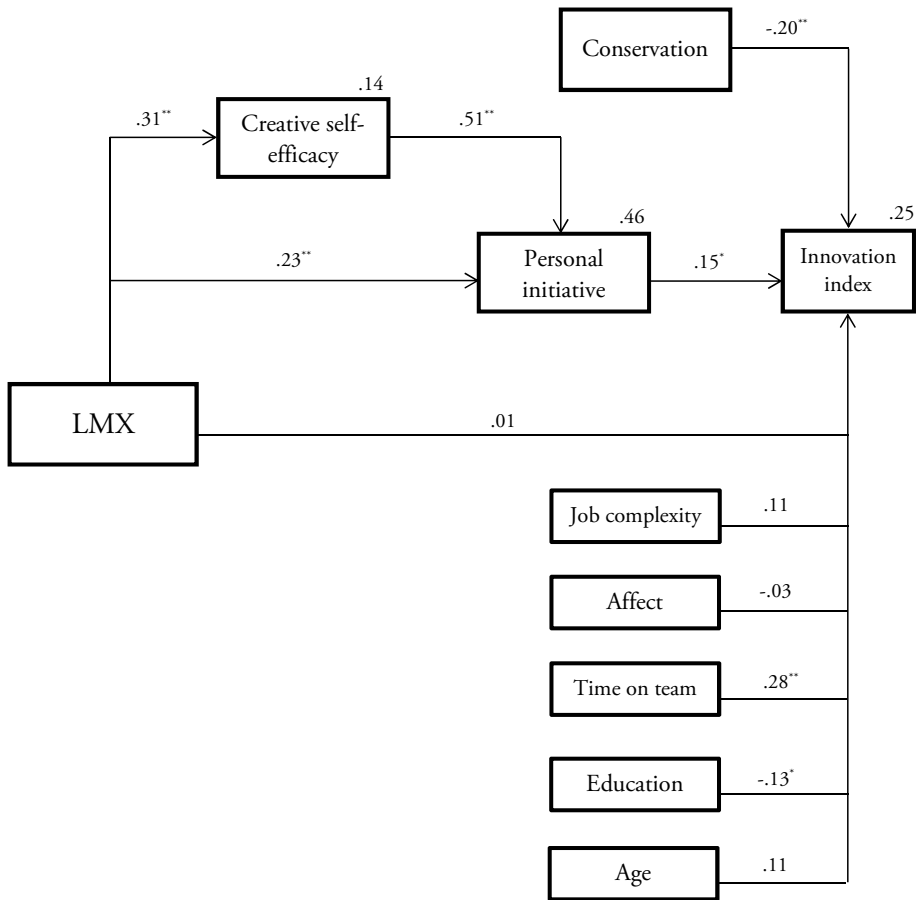 Conservation
-.20**
.14
.31**
Creative self-
efficacy
.51**
.46
.25
.23**
Personal
initiative
.15*
Innovation
index
LMX
.01
Job complexity
.11
Affect
-.03
Time on team
.28**
Education
-.13*
Age
.11